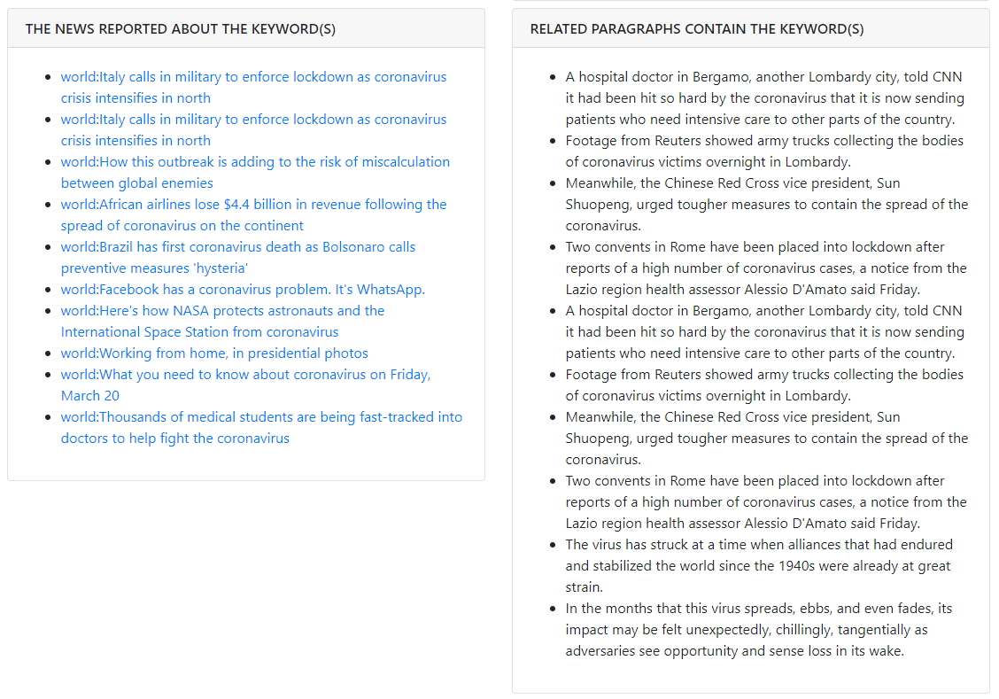 THE NEWS REPORTED ABOUT THE KEYWORD(S)
world:Italy calls in military to enforce lockdown as coronavirus
crisis intensifies in north
world:Italy calls in military to enforce lockdown as coronavirus
crisis intensifies in north
world:How this outbreak is adding to the risk of miscalculation
between global enemies
world:African airlines lose $4.4 billion in revenue following the
spread of coronavirus on the continent
world:Brazil has first coronavirus death as Bolsonaro calls
preventive measures 'hysteria'
world:Facebook has a coronavirus problem. It's WhatsApp.
world:Here's how NASA protects astronauts and the
International Space Station from coronavirus
world:Working from home, in presidential photos
world:What you need to know about coronavirus on Friday,
March 20
world:Thousands of medical students are being fast-tracked into
doctors to help fight the coronavirus
RELATED PARAGRAPHS CONTAIN THE KEYWORD(S)
A hospital doctor in Bergamo, another Lombardy city, told CNN
it had been hit so hard by the coronavirus that it is now sending
patients who need intensive care to other parts of the country.
Footage from Reuters showed army trucks collecting the bodies
of coronavirus victims overnight in Lombardy.
Meanwhile, the Chinese Red Cross vice president, Sun
Shuopeng, urged tougher measures to contain the spread of the
coronavirus.
Two convents in Rome have been placed into lockdown after
reports of a high number of coronavirus cases, a notice from the
Lazio region health assessor Alessio D'Amato said Friday.
A hospital doctor in Bergamo, another Lombardy city, told CNN
it had been hit so hard by the coronavirus that it is now sending
patients who need intensive care to other parts of the country.
Footage from Reuters showed army trucks collecting the bodies
of coronavirus victims overnight in Lombardy.
Meanwhile, the Chinese Red Cross vice president, Sun
Shuopeng, urged tougher measures to contain the spread of the
coronavirus.
Two convents in Rome have been placed into lockdown after
reports of a high number of coronavirus cases, a notice from the
Lazio region health assessor Alessio D'Amato said Friday.
The virus has struck at a time when alliances that had endured
and stabilized the world since the 1940s were already at great
strain.
In the months that this virus spreads, ebbs, and even fades, its
impact may be felt unexpectedly, chillingly, tangentially as
adversaries see opportunity and sense loss in its wake.